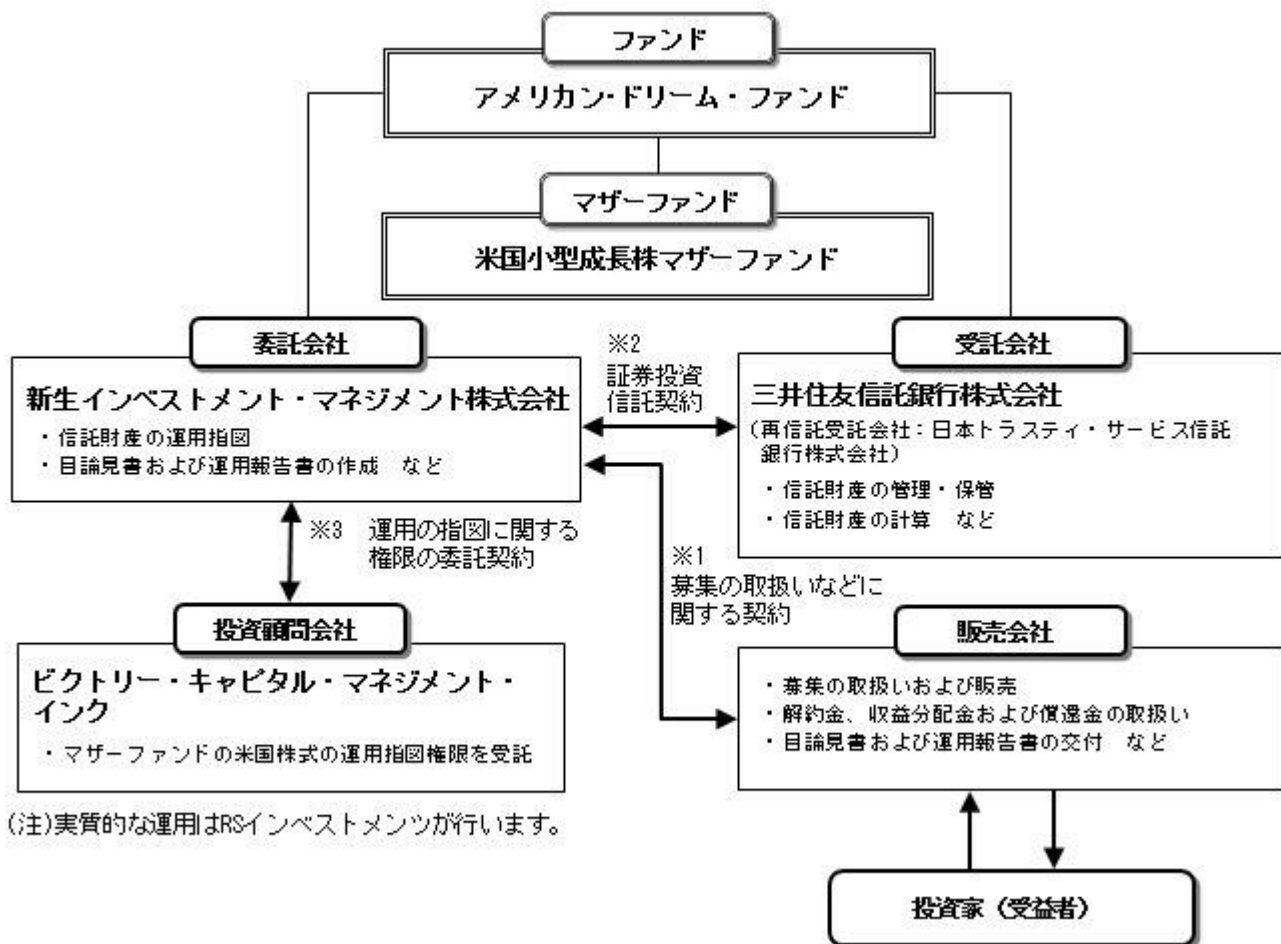 ファンド
アメリカン・ドリーム・ファンド
マザーファンド
米国小型成長株マザーファンド
委託会社
新生インベストメント・マネジメント株式会社
・信託財産の運用指図
・目論見書および運用報告書の作成 など
※2
証券投資
信託契約
受託会社
三井住友信託銀行株式会社
(再信託受託会社:日本トラスティ・サービス信託
銀行株式会社)
・信託財産の管理・保管
・信託財産の計算 など
※3 運用の指図に関する
権限の委託契約
※1
募集の取扱いなどに
関する契約
投資顧問会社
ビクトリー・キャピタル・マネジメント・
インク
・マザーファンドの米国株式の運用指図権限を受託
販売会社
・募集の取扱いおよび販売
・解約金、収益分配金および償還金の取扱い
・目論見書および運用報告書の交付 など
(注)実質的な運用はRSインベストメンツが行います。
投資家(受益者)